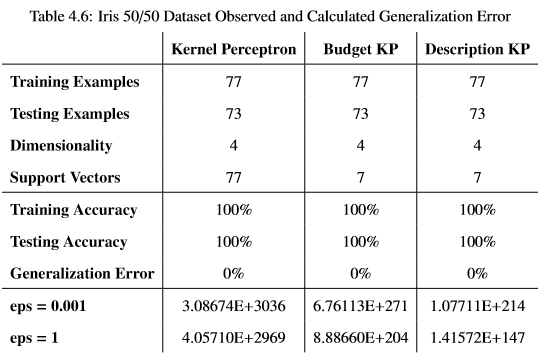 Table 4.6: Iris 50/50 Dataset Observed and Calculated Generalization Error
Kernel Perceptron Budget KP Description KP
Training Examples 77 77 77
Testing Examples 73 73 73
Dimensionality 4 4 4
Support Vectors 77 7 7
Training Accuracy 100% 100% 100%
Testing Accuracy 100% 100% 100%
Generalization Error 0% 0% 0%
eps = 0.001 3.08674E+3036 6.76113E+271 1.07711E+214
eps = 1 4.05710E+2969 8.88660E+204 1.41572E+147